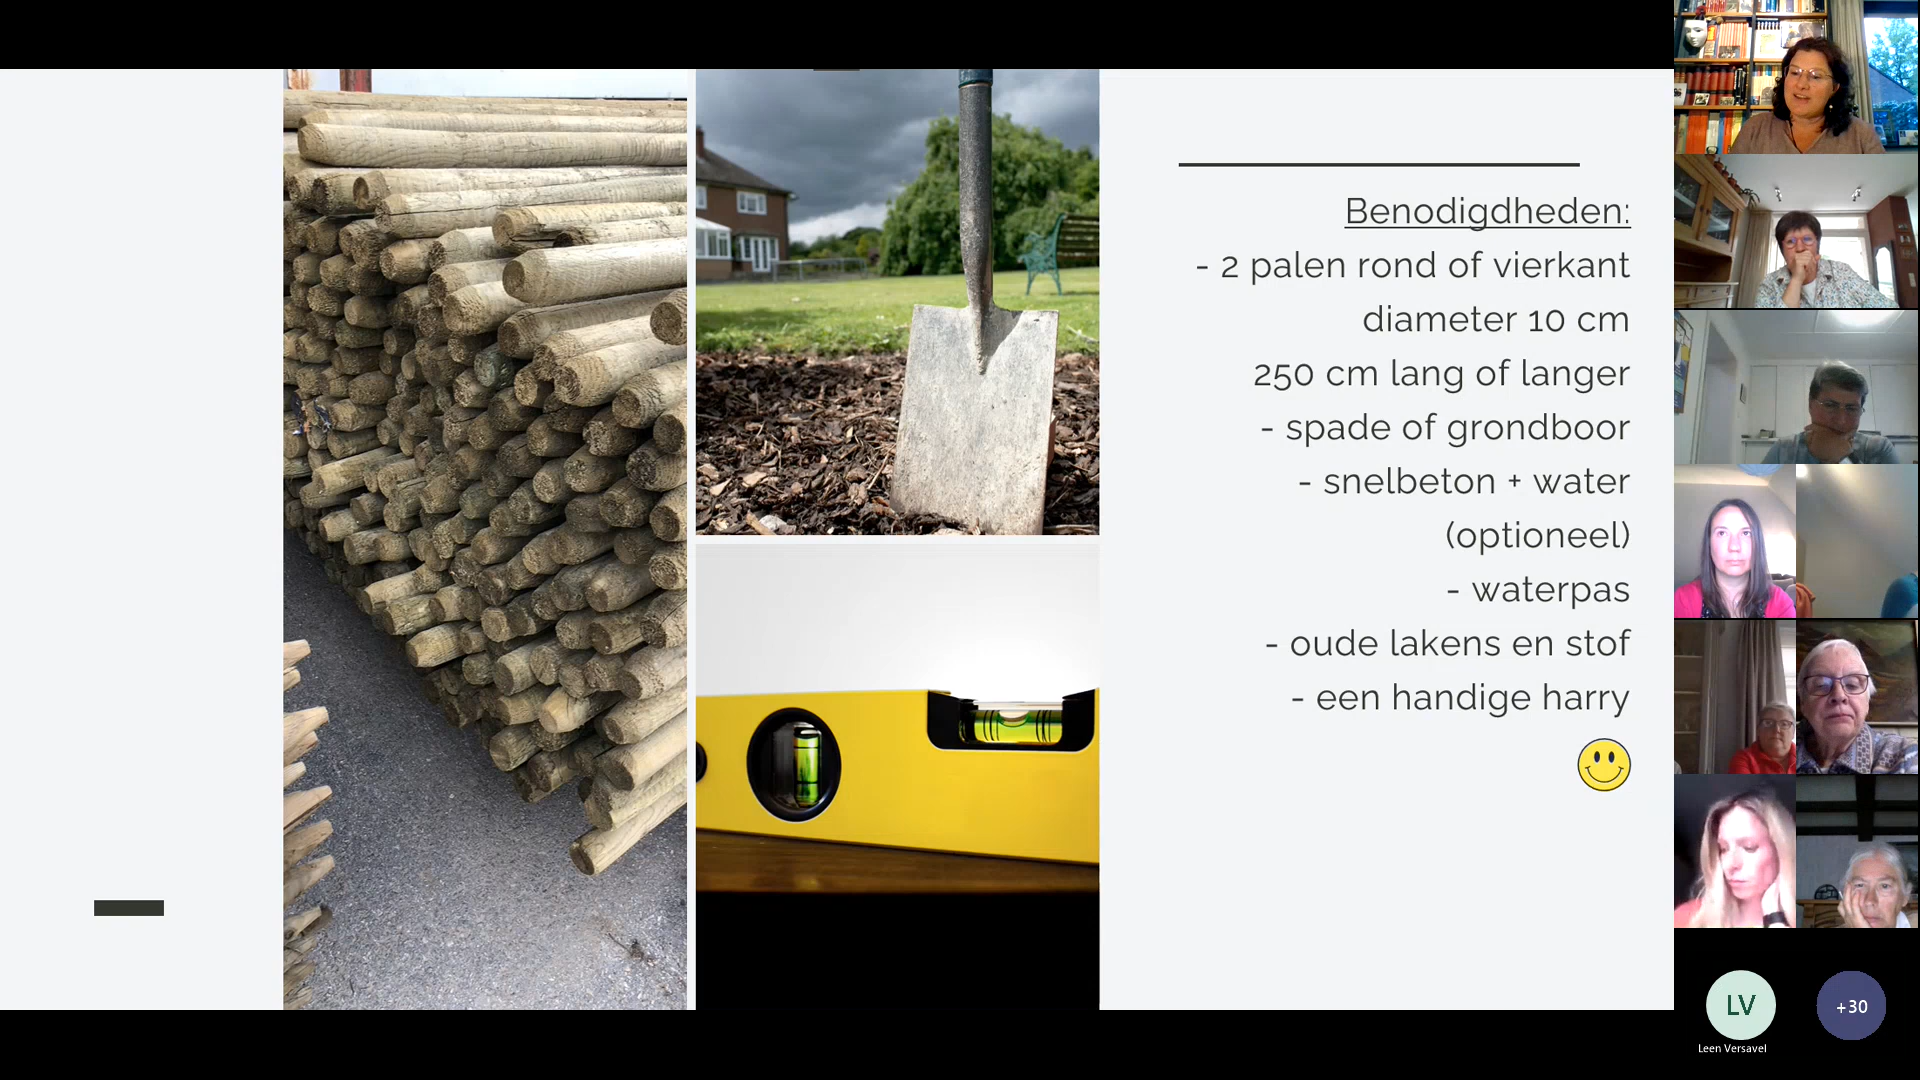 Benodigdheden:
- 2 palen rond of vierkant
diameter 10 cm
250 cm lang of langer
- spade of grondboor
- snelbeton + water
(optioneel)
- waterpas
- oude lakens en stof
- een handige harry
LV
Leen Versavel
+30